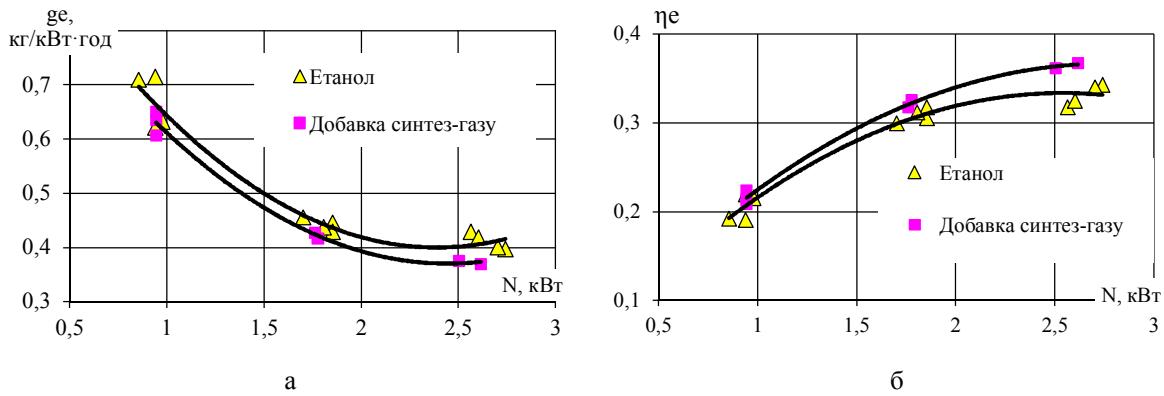 ge,
кг/кВт·год
0,7
0,6
0,5
0,4
0,3
0,5
1
1,5
2
2,5
3
N, кВт
Етанол
Добавка синтез-газу
а
ηe
0,4
0,3
0,2
0,1
0,5
1
1,5
2
2,5
3
N, кВт
Етанол
Добавка синтез-газу
б